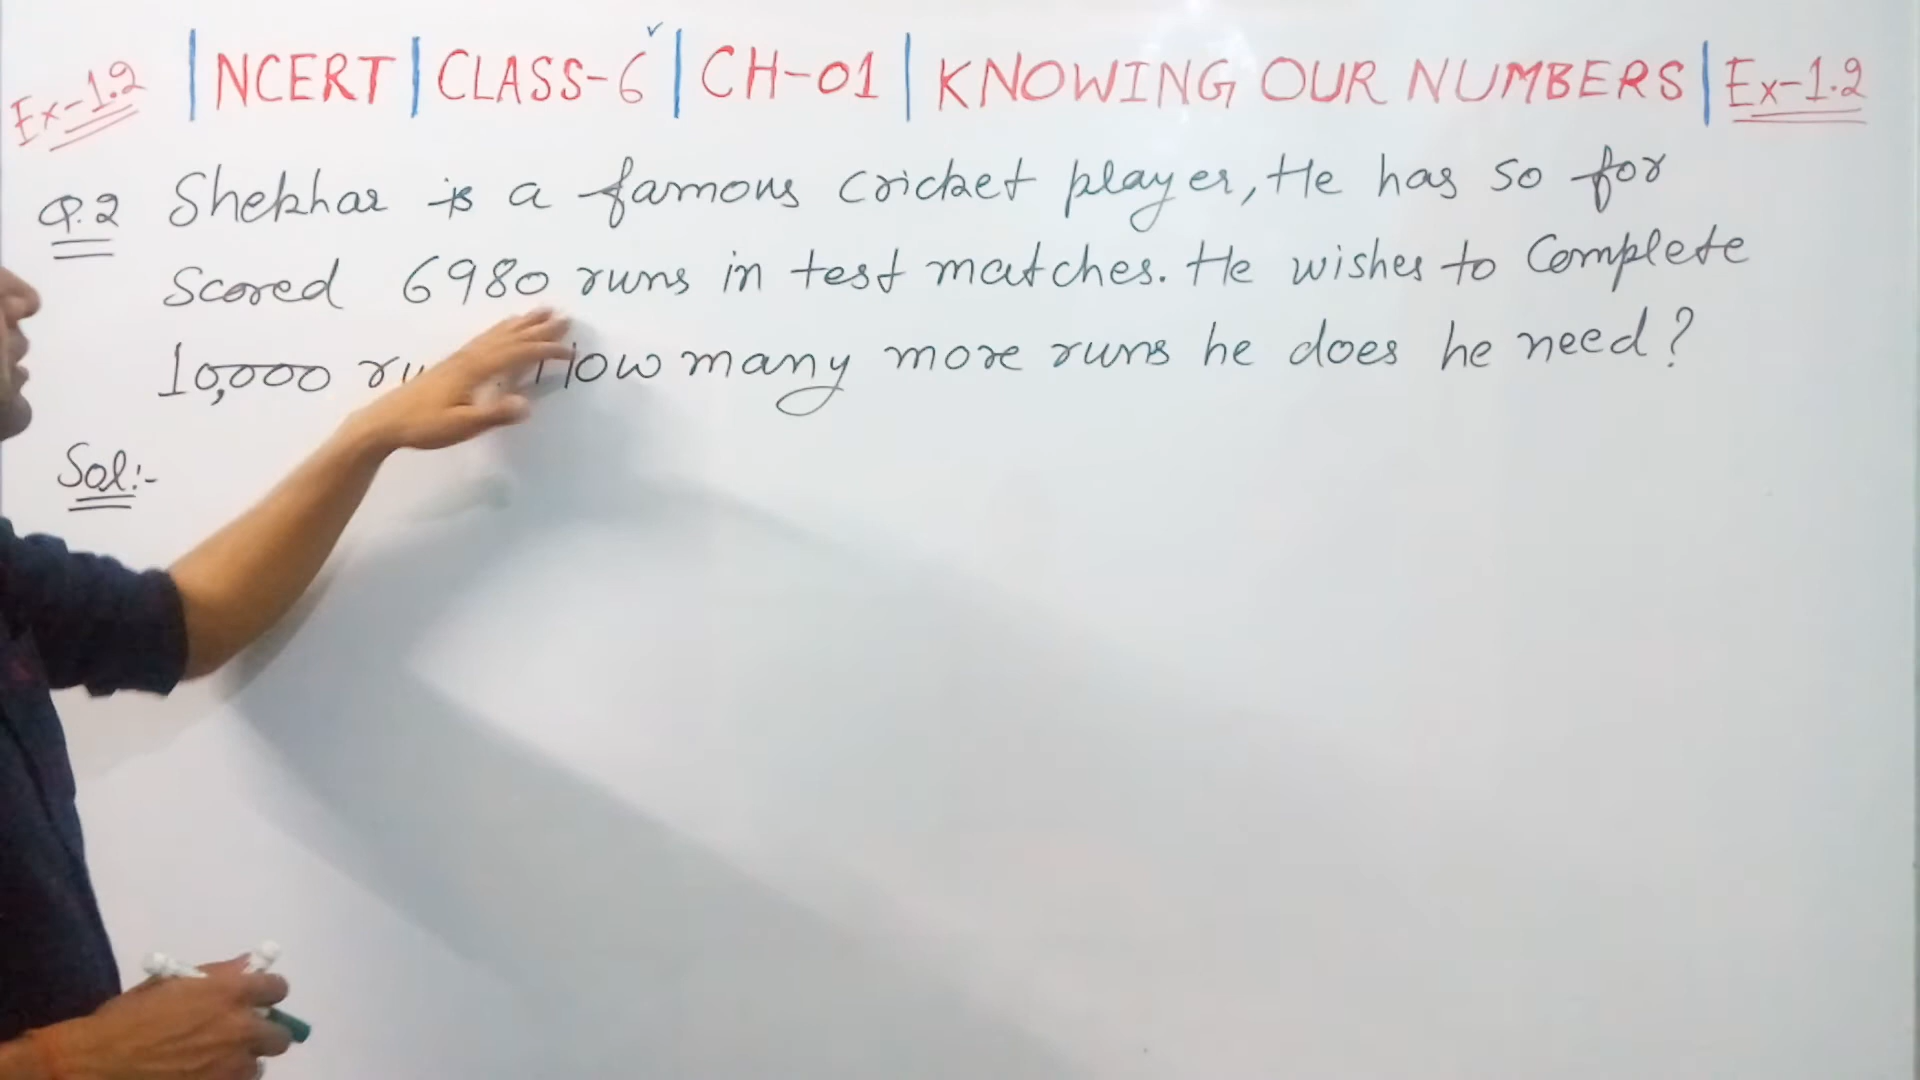 Ex-1.2 | NCERT | CLASS-6 | CH-01 | KNOWING OUR NUMBERS | Ex-1.2
Q.2 Shekhar is a famous cricket player, He has so for
Scored 6980 runs in test matches. He wishes to Complete
10,000 How many more runs he does he need?
Sol:-